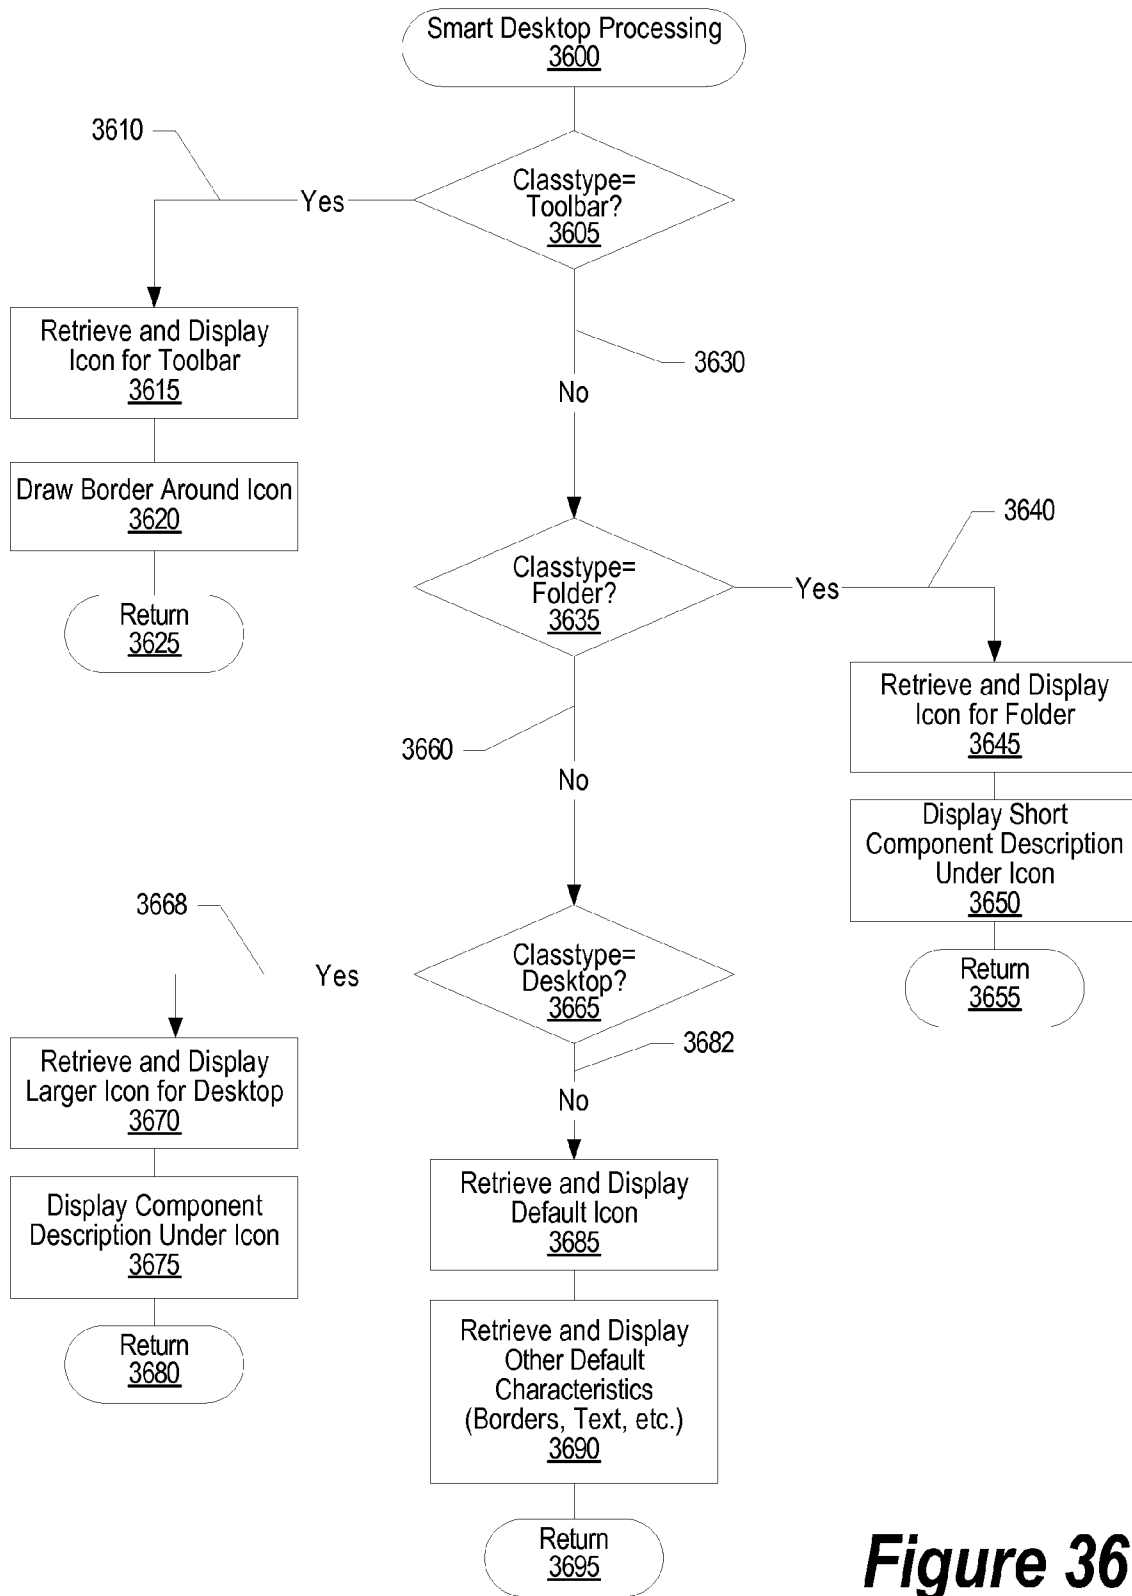 Smart Desktop Processing
3600
3610
Yes
Classtype=
Toolbar?
3605
Retrieve and Display
Icon for Toolbar
3615
3630
No
Draw Border Around Icon
3620
Return
3625
Classtype=
Folder?
3635
Yes
3640
Retrieve and Display
Icon for Folder
3645
3660
No
Display Short
Component Description
Under Icon
3650
Return
3655
3668
Yes
Classtype=
Desktop?
3665
3682
No
Retrieve and Display
Larger Icon for Desktop
3670
Display Component
Description Under Icon
3675
Return
3680
Retrieve and Display
Default Icon
3685
Retrieve and Display
Other Default
Characteristics
(Borders, Text, etc.)
3690
Return
3695
Figure 36